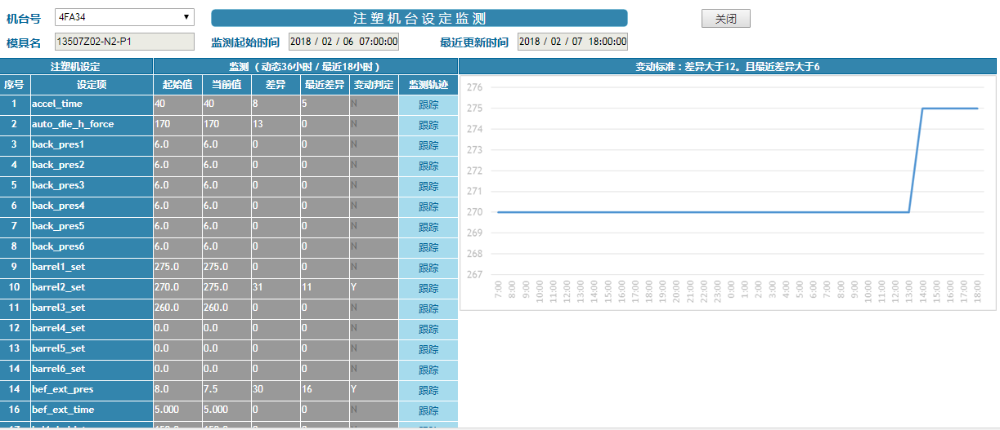 机台号 4FA34 注塑机台设定监测 关闭
模具名 13507Z02-N2-P1 监测起始时间 2018 / 02 / 06 07:00:00 最近更新时间 2018 / 02 / 07 18:00:00
注塑机设定 监测（动态36小时 / 最近18小时） 变动标准：差异大于12。且最近差异大于6
序号 设定项 起始值 当前值 差异 最近差异 变动判定 监测轨迹
1 accel_time 40 40 8 5 N 跟踪
2 auto_die_h_force 170 170 13 0 N 跟踪
3 back_pres1 6.0 6.0 0 0 N 跟踪
4 back_pres2 6.0 6.0 0 0 N 跟踪
5 back_pres3 6.0 6.0 0 0 N 跟踪
6 back_pres4 6.0 6.0 0 0 N 跟踪
7 back_pres5 6.0 6.0 0 0 N 跟踪
8 back_pres6 6.0 6.0 0 0 N 跟踪
9 barrel1_set 275.0 275.0 0 0 N 跟踪
10 barrel2_set 270.0 275.0 31 11 Y 跟踪
11 barrel3_set 260.0 260.0 0 0 N 跟踪
12 barrel4_set 0.0 0.0 0 0 N 跟踪
13 barrel5_set 0.0 0.0 0 0 N 跟踪
14 barrel6_set 0.0 0.0 0 0 N 跟踪
14 bef_ext_pres 8.0 7.5 30 16 Y 跟踪
16 bef_ext_time 5.000 5.000 0 0 N 跟踪
276
275
274
273
272
271
270
269
268
267
7:00 8:00 9:00 10:00 11:00 12:00 13:00 14:00 15:00 16:00 17:00 18:00 19:00 20:00 21:00 22:00 23:00 0:00 1:00 2:00 3:00 4:00 5:00 6:00 7:00 8:00 9:00 10:00 11:00 12:00 13:00 14:00 15:00 16:00 17:00 18:00